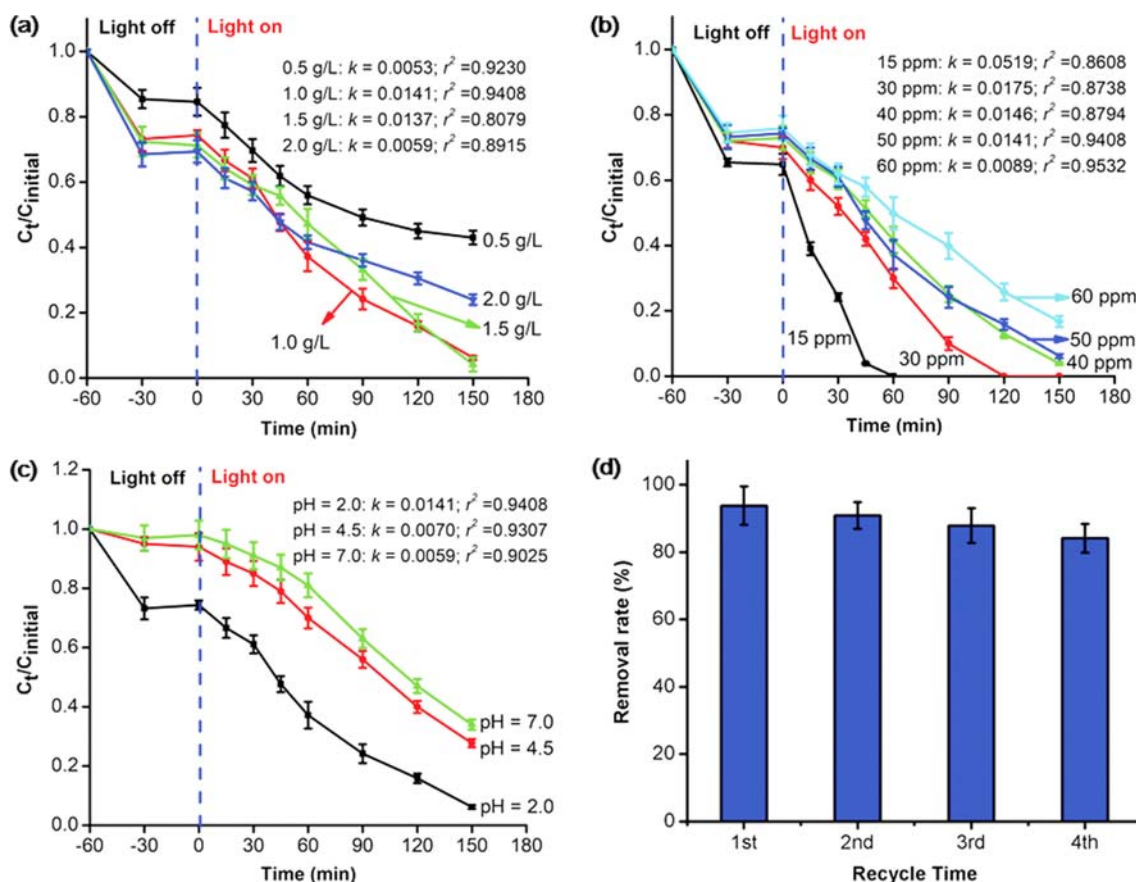 (a)
Light off
Light on
0.5 g/L: k = 0.0053; r² =0.9230
1.0 g/L: k = 0.0141; r² =0.9408
1.5 g/L: k = 0.0137; r² =0.8079
2.0 g/L: k = 0.0059; r² =0.8915
1.0
0.8
0.6
0.4
0.2
0.0
Ct/Cinitial
0.5 g/L
2.0 g/L
1.5 g/L
1.0 g/L
-60 -30 0 30 60 90 120 150 180
Time (min)
(b)
Light off
Light on
15 ppm: k = 0.0519; r² =0.8608
30 ppm: k = 0.0175; r² =0.8738
40 ppm: k = 0.0146; r² =0.8794
50 ppm: k = 0.0141; r² =0.9408
60 ppm: k = 0.0089; r² =0.9532
1.0
0.8
0.6
0.4
0.2
0.0
Ct/Cinitial
60 ppm
50 ppm
40 ppm
15 ppm
30 ppm
-60 -30 0 30 60 90 120 150 180
Time (min)
(c)
Light off
Light on
pH = 2.0: k = 0.0141; r² =0.9408
pH = 4.5: k = 0.0070; r² =0.9307
pH = 7.0: k = 0.0059; r² =0.9025
1.2
1.0
0.8
0.6
0.4
0.2
0.0
Ct/Cinitial
pH = 7.0
pH = 4.5
pH = 2.0
-60 -30 0 30 60 90 120 150 180
Time (min)
(d)
100
80
60
40
20
0
Removal rate (%)
1st 2nd 3rd 4th
Recycle Time